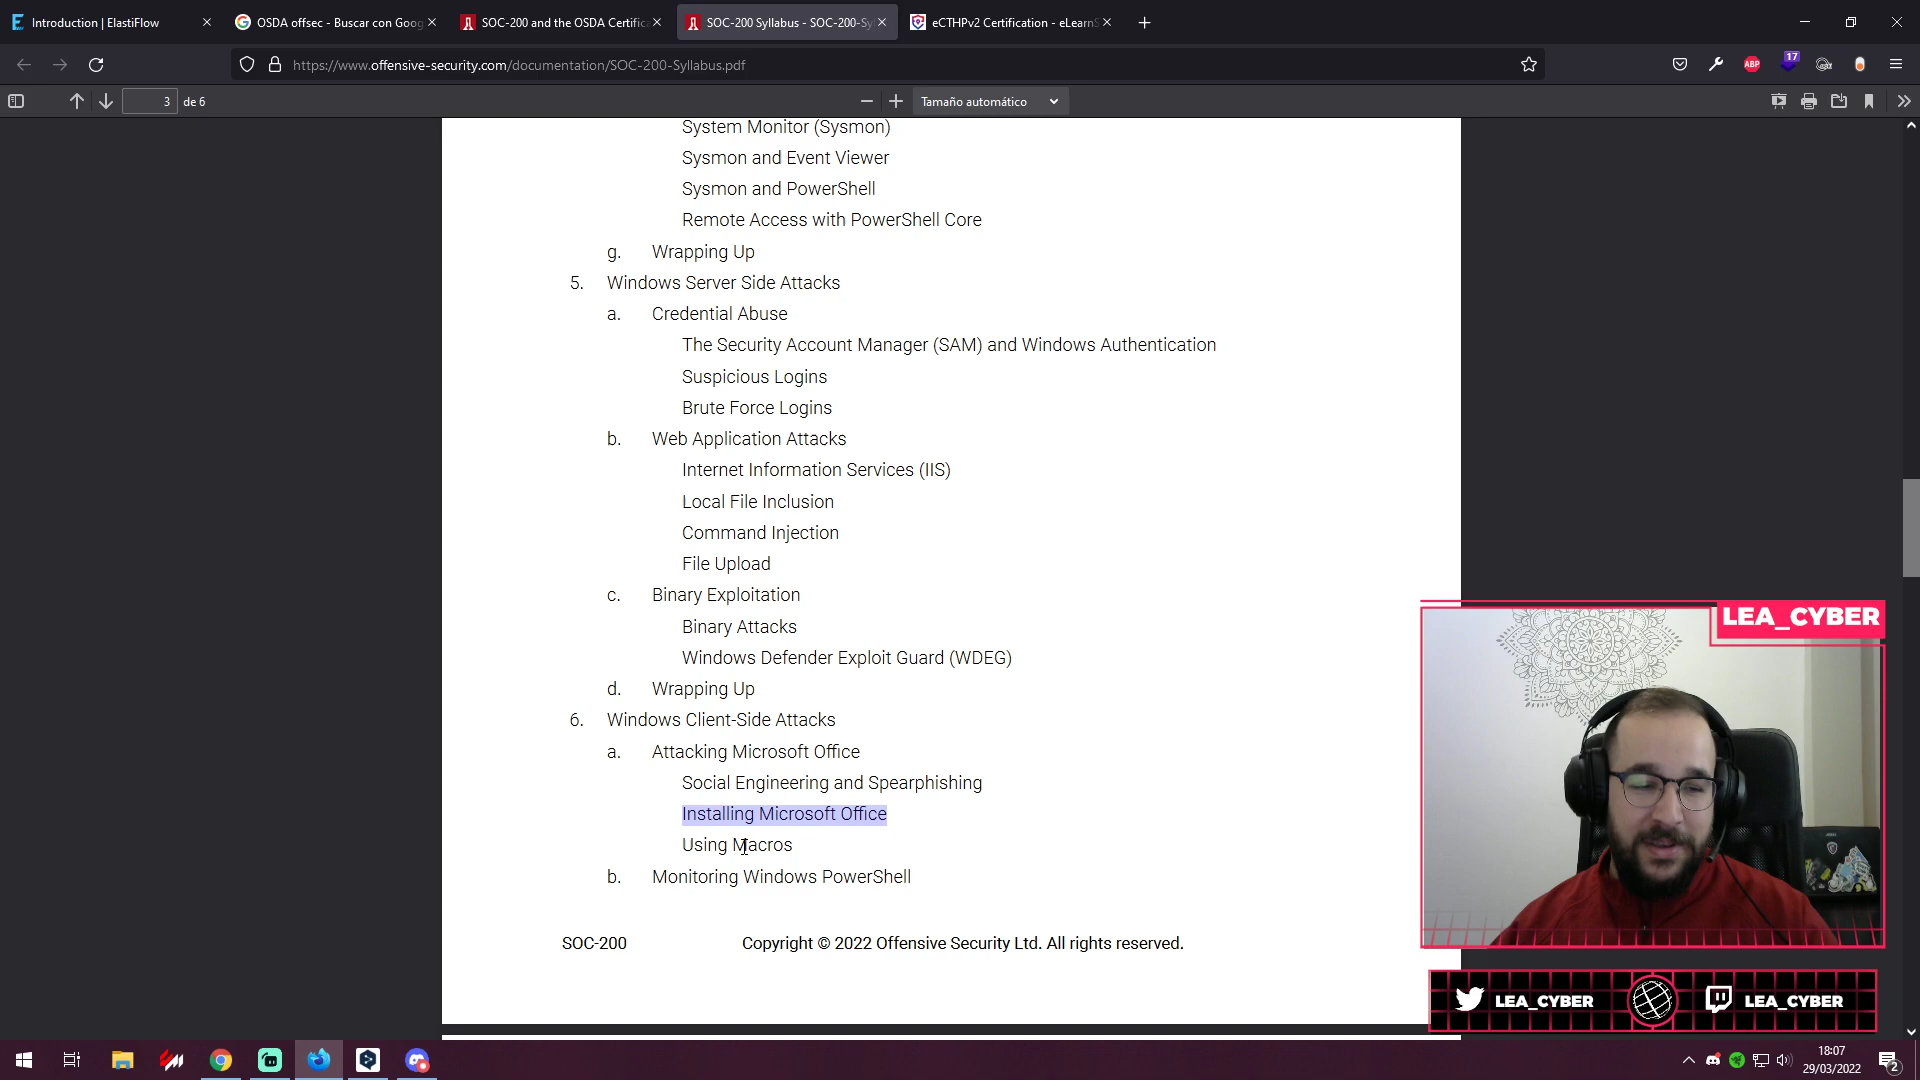 Introduction | ElastiFlow
OSDA offsec - Buscar con Goog
SOC-200 and the OSDA Certific
SOC-200 Syllabus - SOC-200-Sy
eCTHPv2 Certification - eLearnS
https://www.offensive-security.com/documentation/SOC-200-Syllabus.pdf
ABP
17
3 de 6
Tamaño automático
System Monitor (Sysmon)
Sysmon and Event Viewer
Sysmon and PowerShell
Remote Access with PowerShell Core
g. Wrapping Up
5. Windows Server Side Attacks
a. Credential Abuse
The Security Account Manager (SAM) and Windows Authentication
Suspicious Logins
Brute Force Logins
b. Web Application Attacks
Internet Information Services (IIS)
Local File Inclusion
Command Injection
File Upload
c. Binary Exploitation
Binary Attacks
Windows Defender Exploit Guard (WDEG)
d. Wrapping Up
6. Windows Client-Side Attacks
a. Attacking Microsoft Office
Social Engineering and Spearphishing
Installing Microsoft Office
Using Macros
b. Monitoring Windows PowerShell
SOC-200 Copyright © 2022 Offensive Security Ltd. All rights reserved.
LEA_CYBER
LEA_CYBER LEA_CYBER
18:07
29/03/2022
2